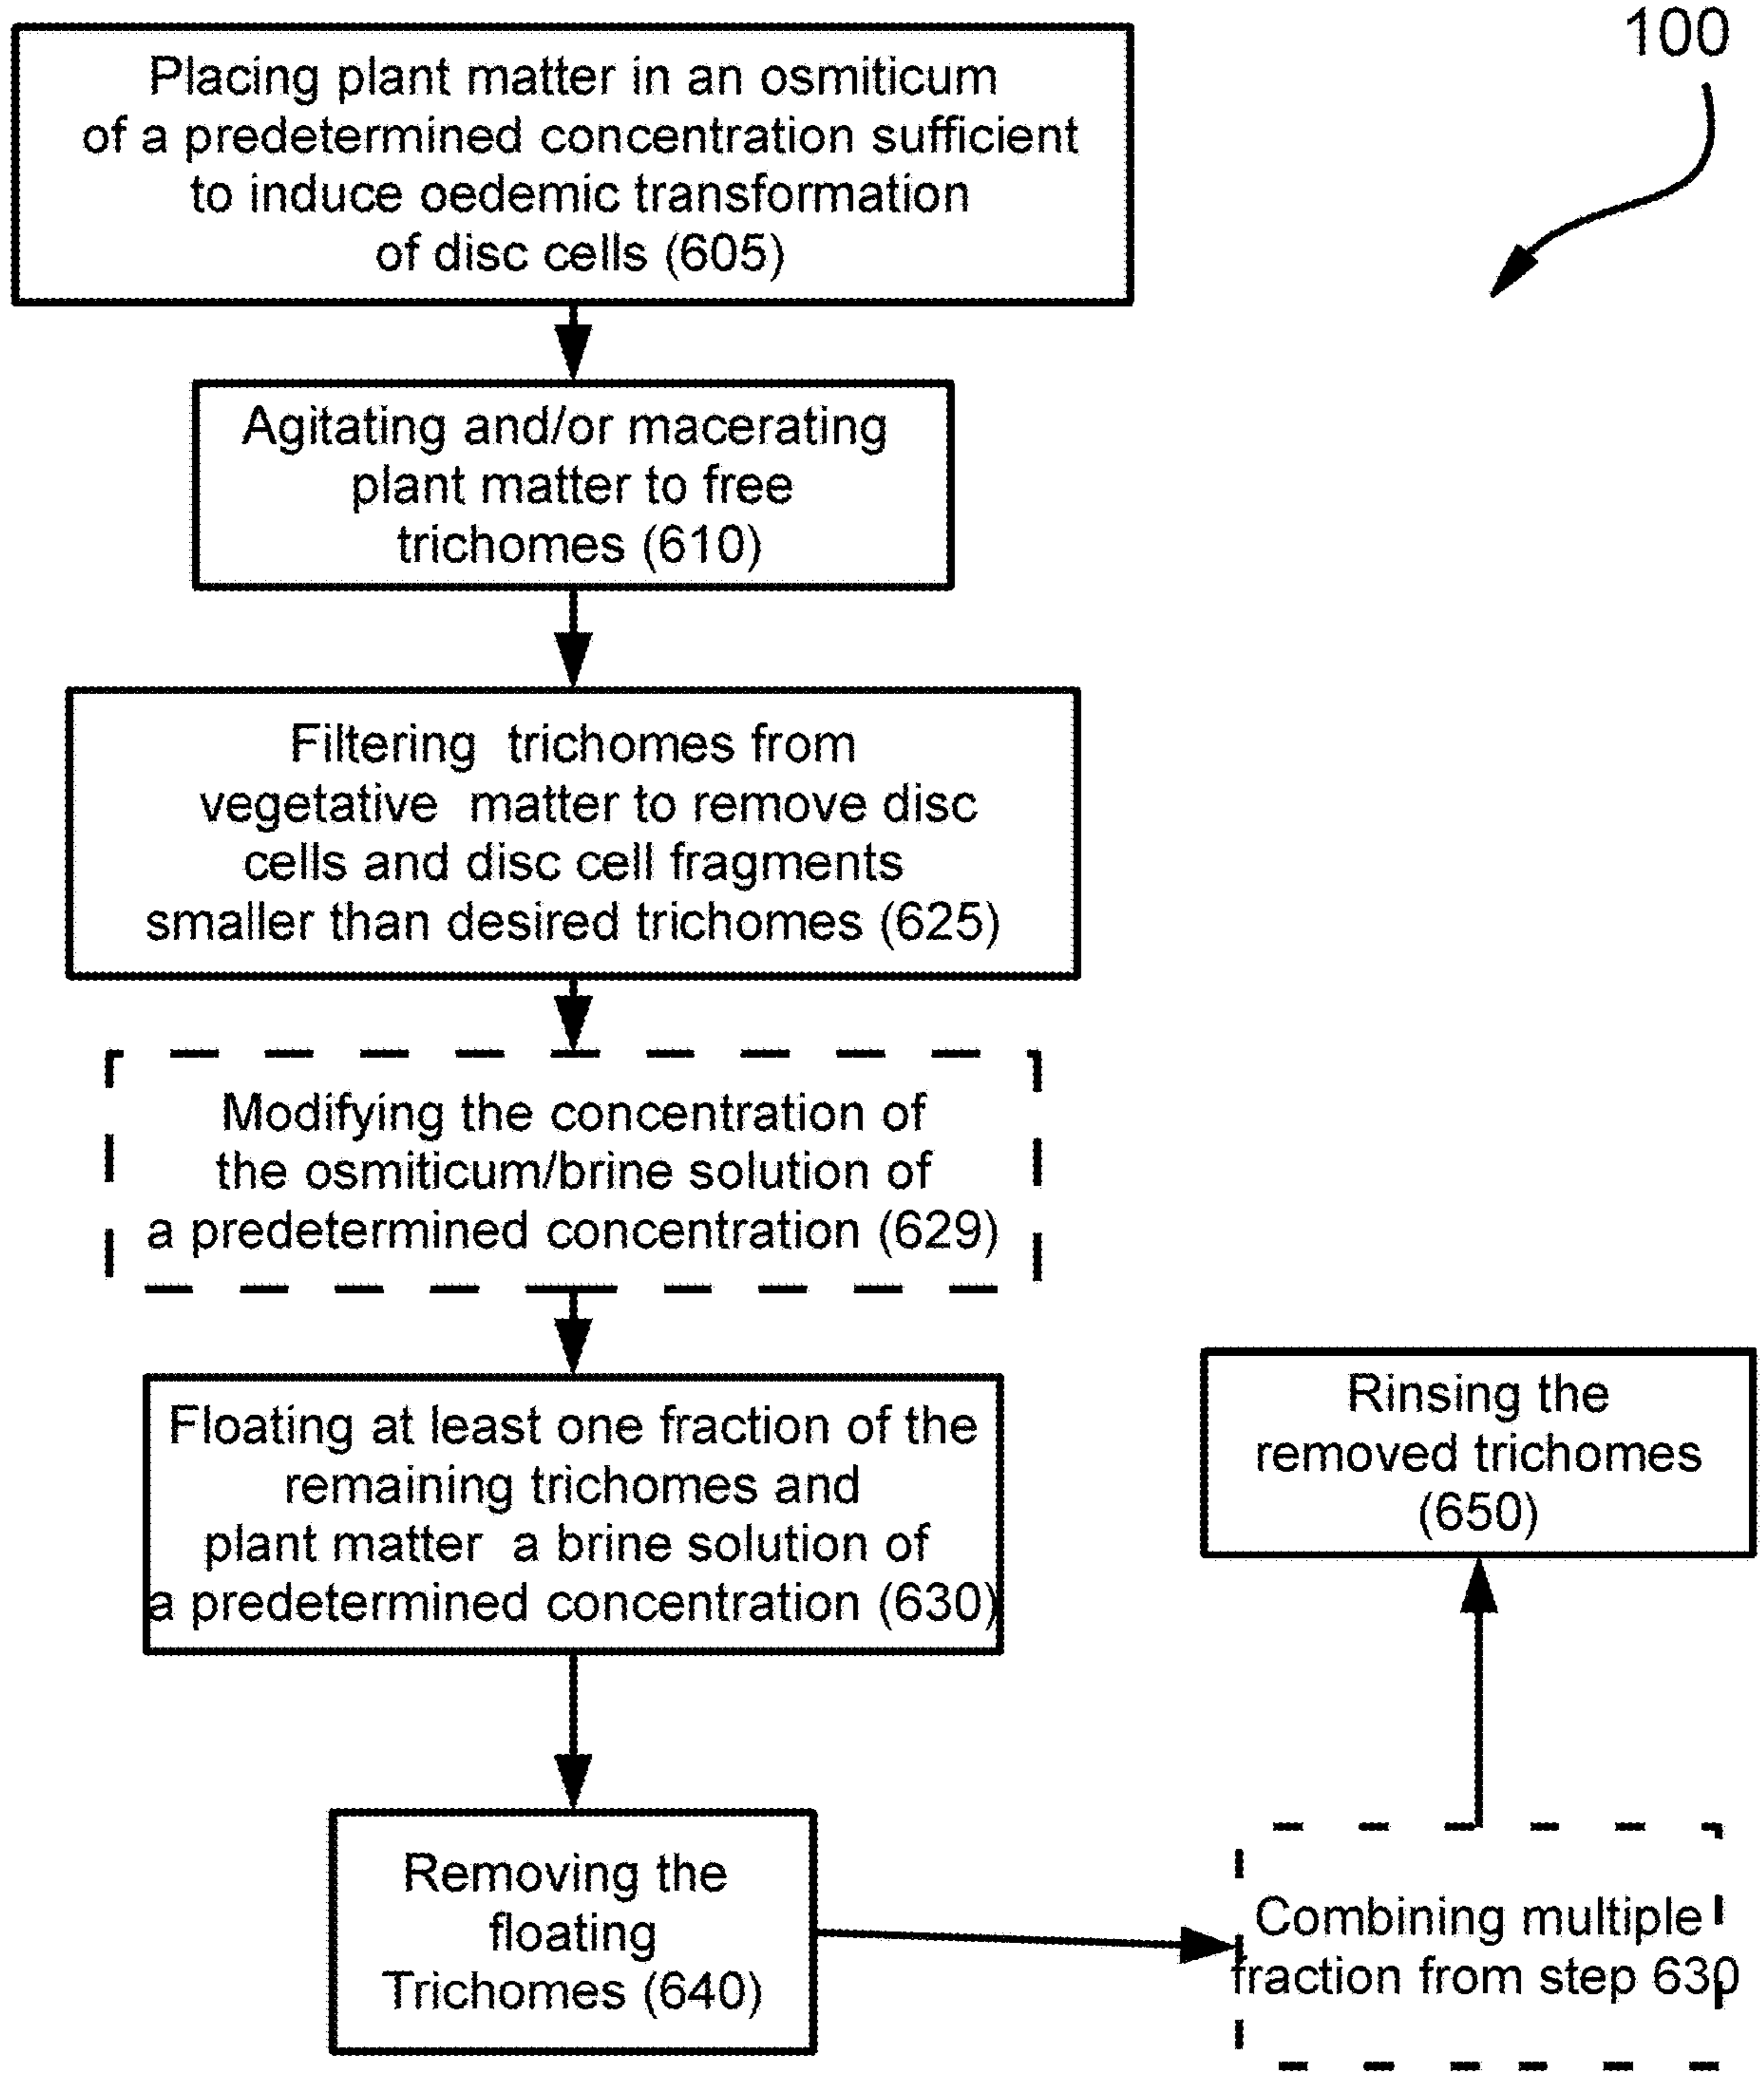 100
Placing plant matter in an osmiticum
of a predetermined concentration sufficient
to induce oedemic transformation
of disc cells (605)
Agitating and/or macerating
plant matter to free
trichomes (610)
Filtering trichomes from
vegetative matter to remove disc
cells and disc cell fragments
smaller than desired trichomes (625)
Modifying the concentration of
the osmiticum/brine solution of
a predetermined concentration (629)
Floating at least one fraction of the
remaining trichomes and
plant matter a brine solution of
a predetermined concentration (630)
Removing the
floating
Trichomes (640)
Combining multiple
fraction from step 630
Rinsing the
removed trichomes
(650)